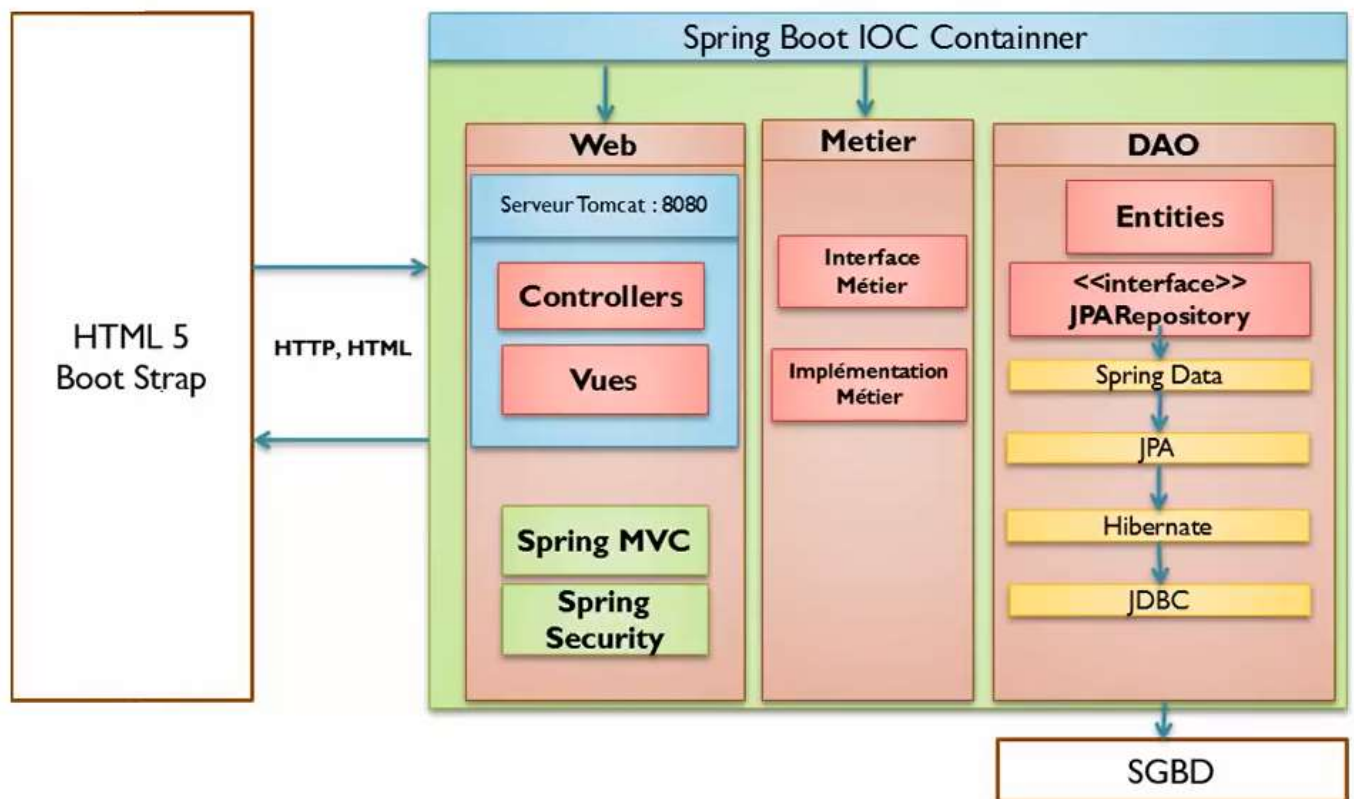 Spring Boot IOC Containner
HTML 5
Boot Strap
HTTP, HTML
Web
Serveur Tomcat : 8080
Controllers
Vues
Spring MVC
Spring
Security
Metier
Interface
Métier
Implémentation
Métier
DAO
Entities
<<interface>>
JPARepository
Spring Data
JPA
Hibernate
JDBC
SGBD